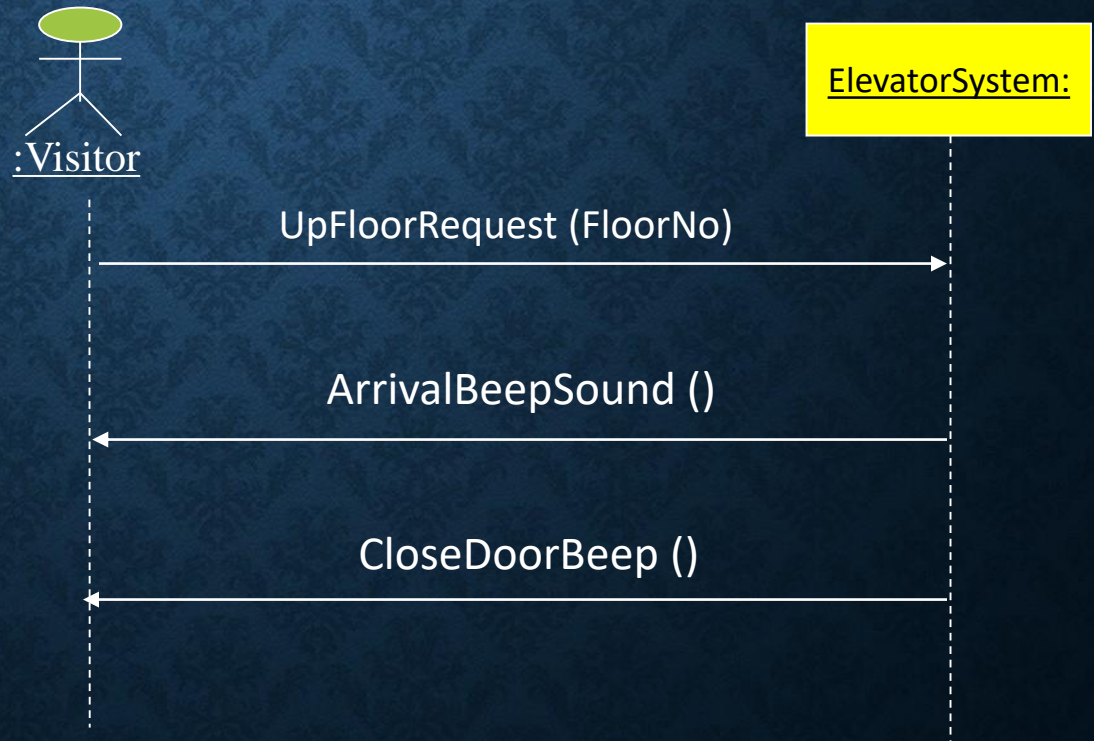 ElevatorSystem:
:Visitor
UpFloorRequest (FloorNo)
ArrivalBeepSound ()
CloseDoorBeep ()